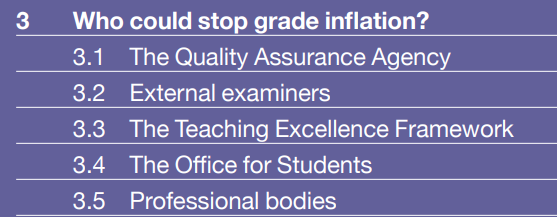 3 Who could stop grade inflation?
3.1 The Quality Assurance Agency
3.2 External examiners
3.3 The Teaching Excellence Framework
3.4 The Office for Students
3.5 Professional bodies